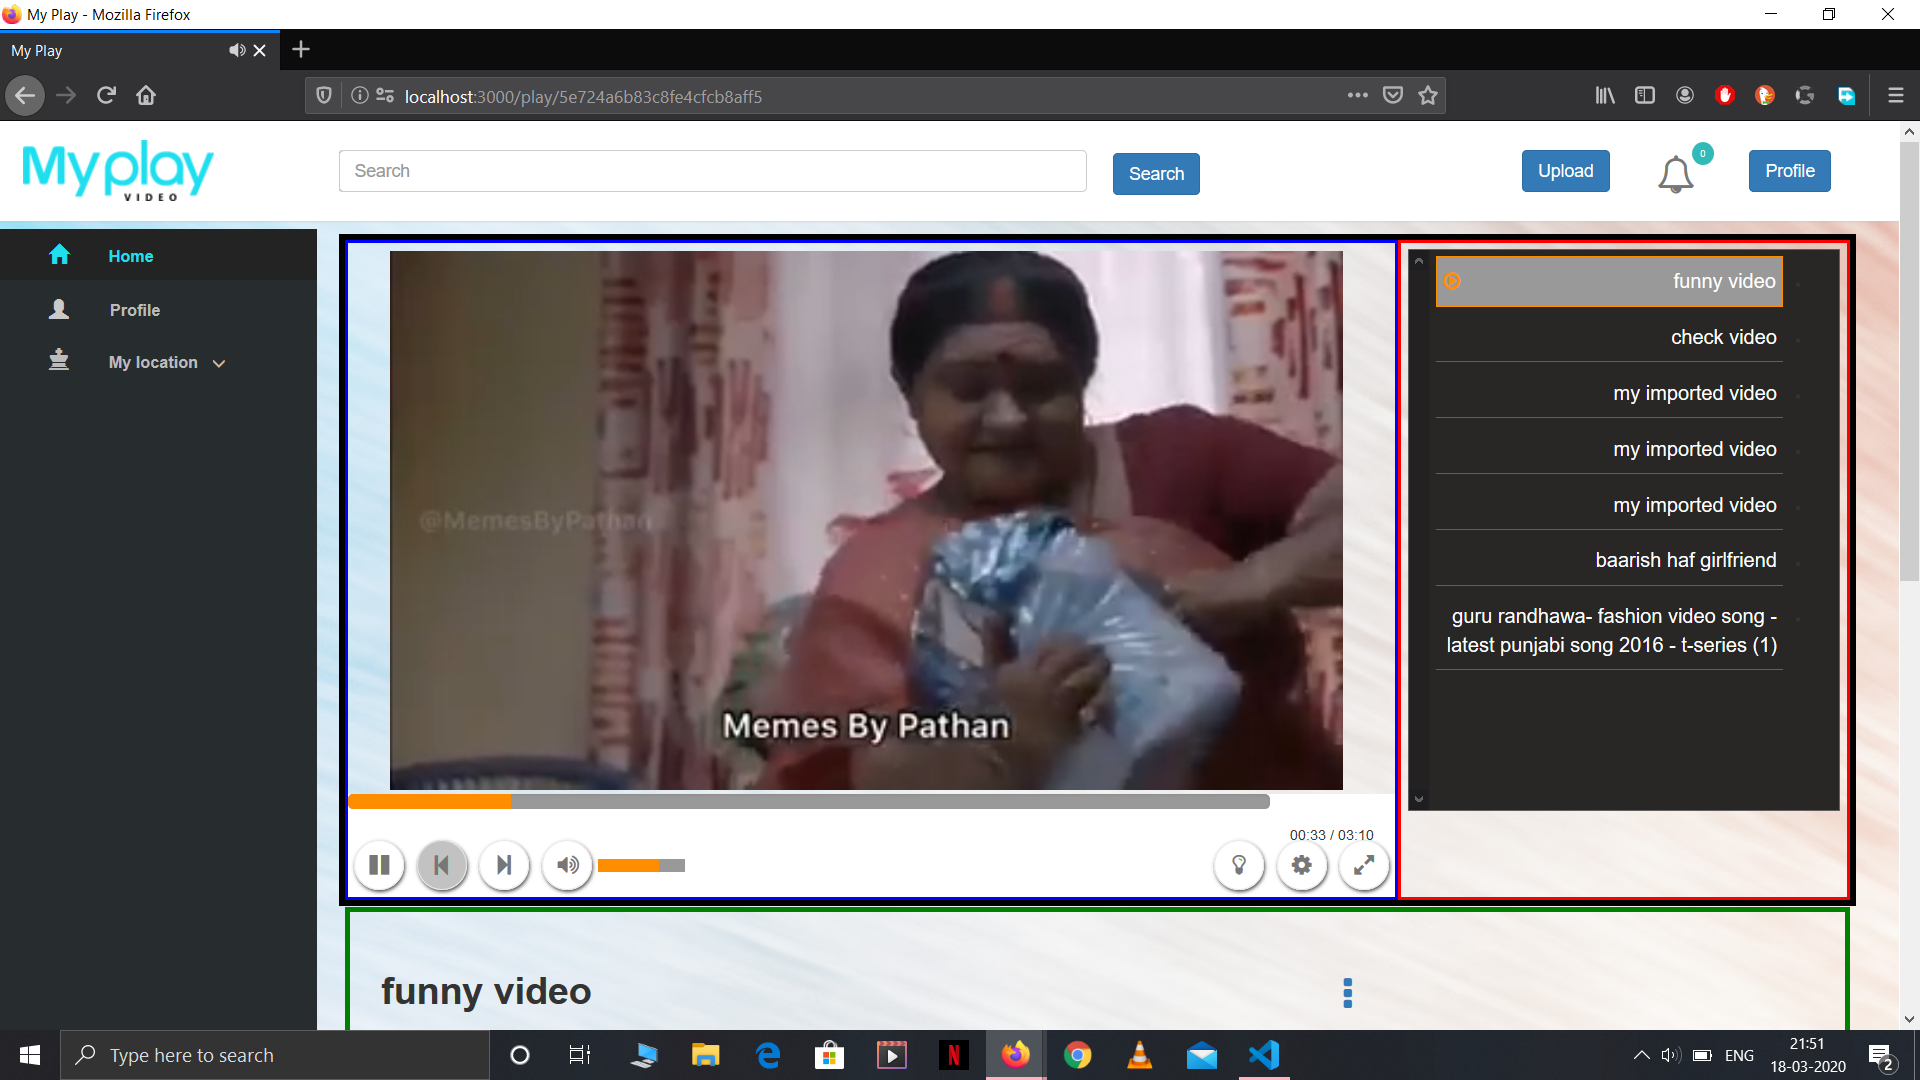 My Play - Mozilla Firefox
My Play
localhost:3000/play/5e724a6b83c8fe4cfcb8aff5
Myplay
VIDEO
Search
Search
Upload
0
Profile
Home
Profile
My location
@MemesByPathan
Memes By Pathan
funny video
check video
my imported video
my imported video
my imported video
baarish haf girlfriend
guru randhawa- fashion video song -
latest punjabi song 2016 - t-series (1)
00:33 / 03:10
funny video
Type here to search
N
ENG
21:51
18-03-2020
2